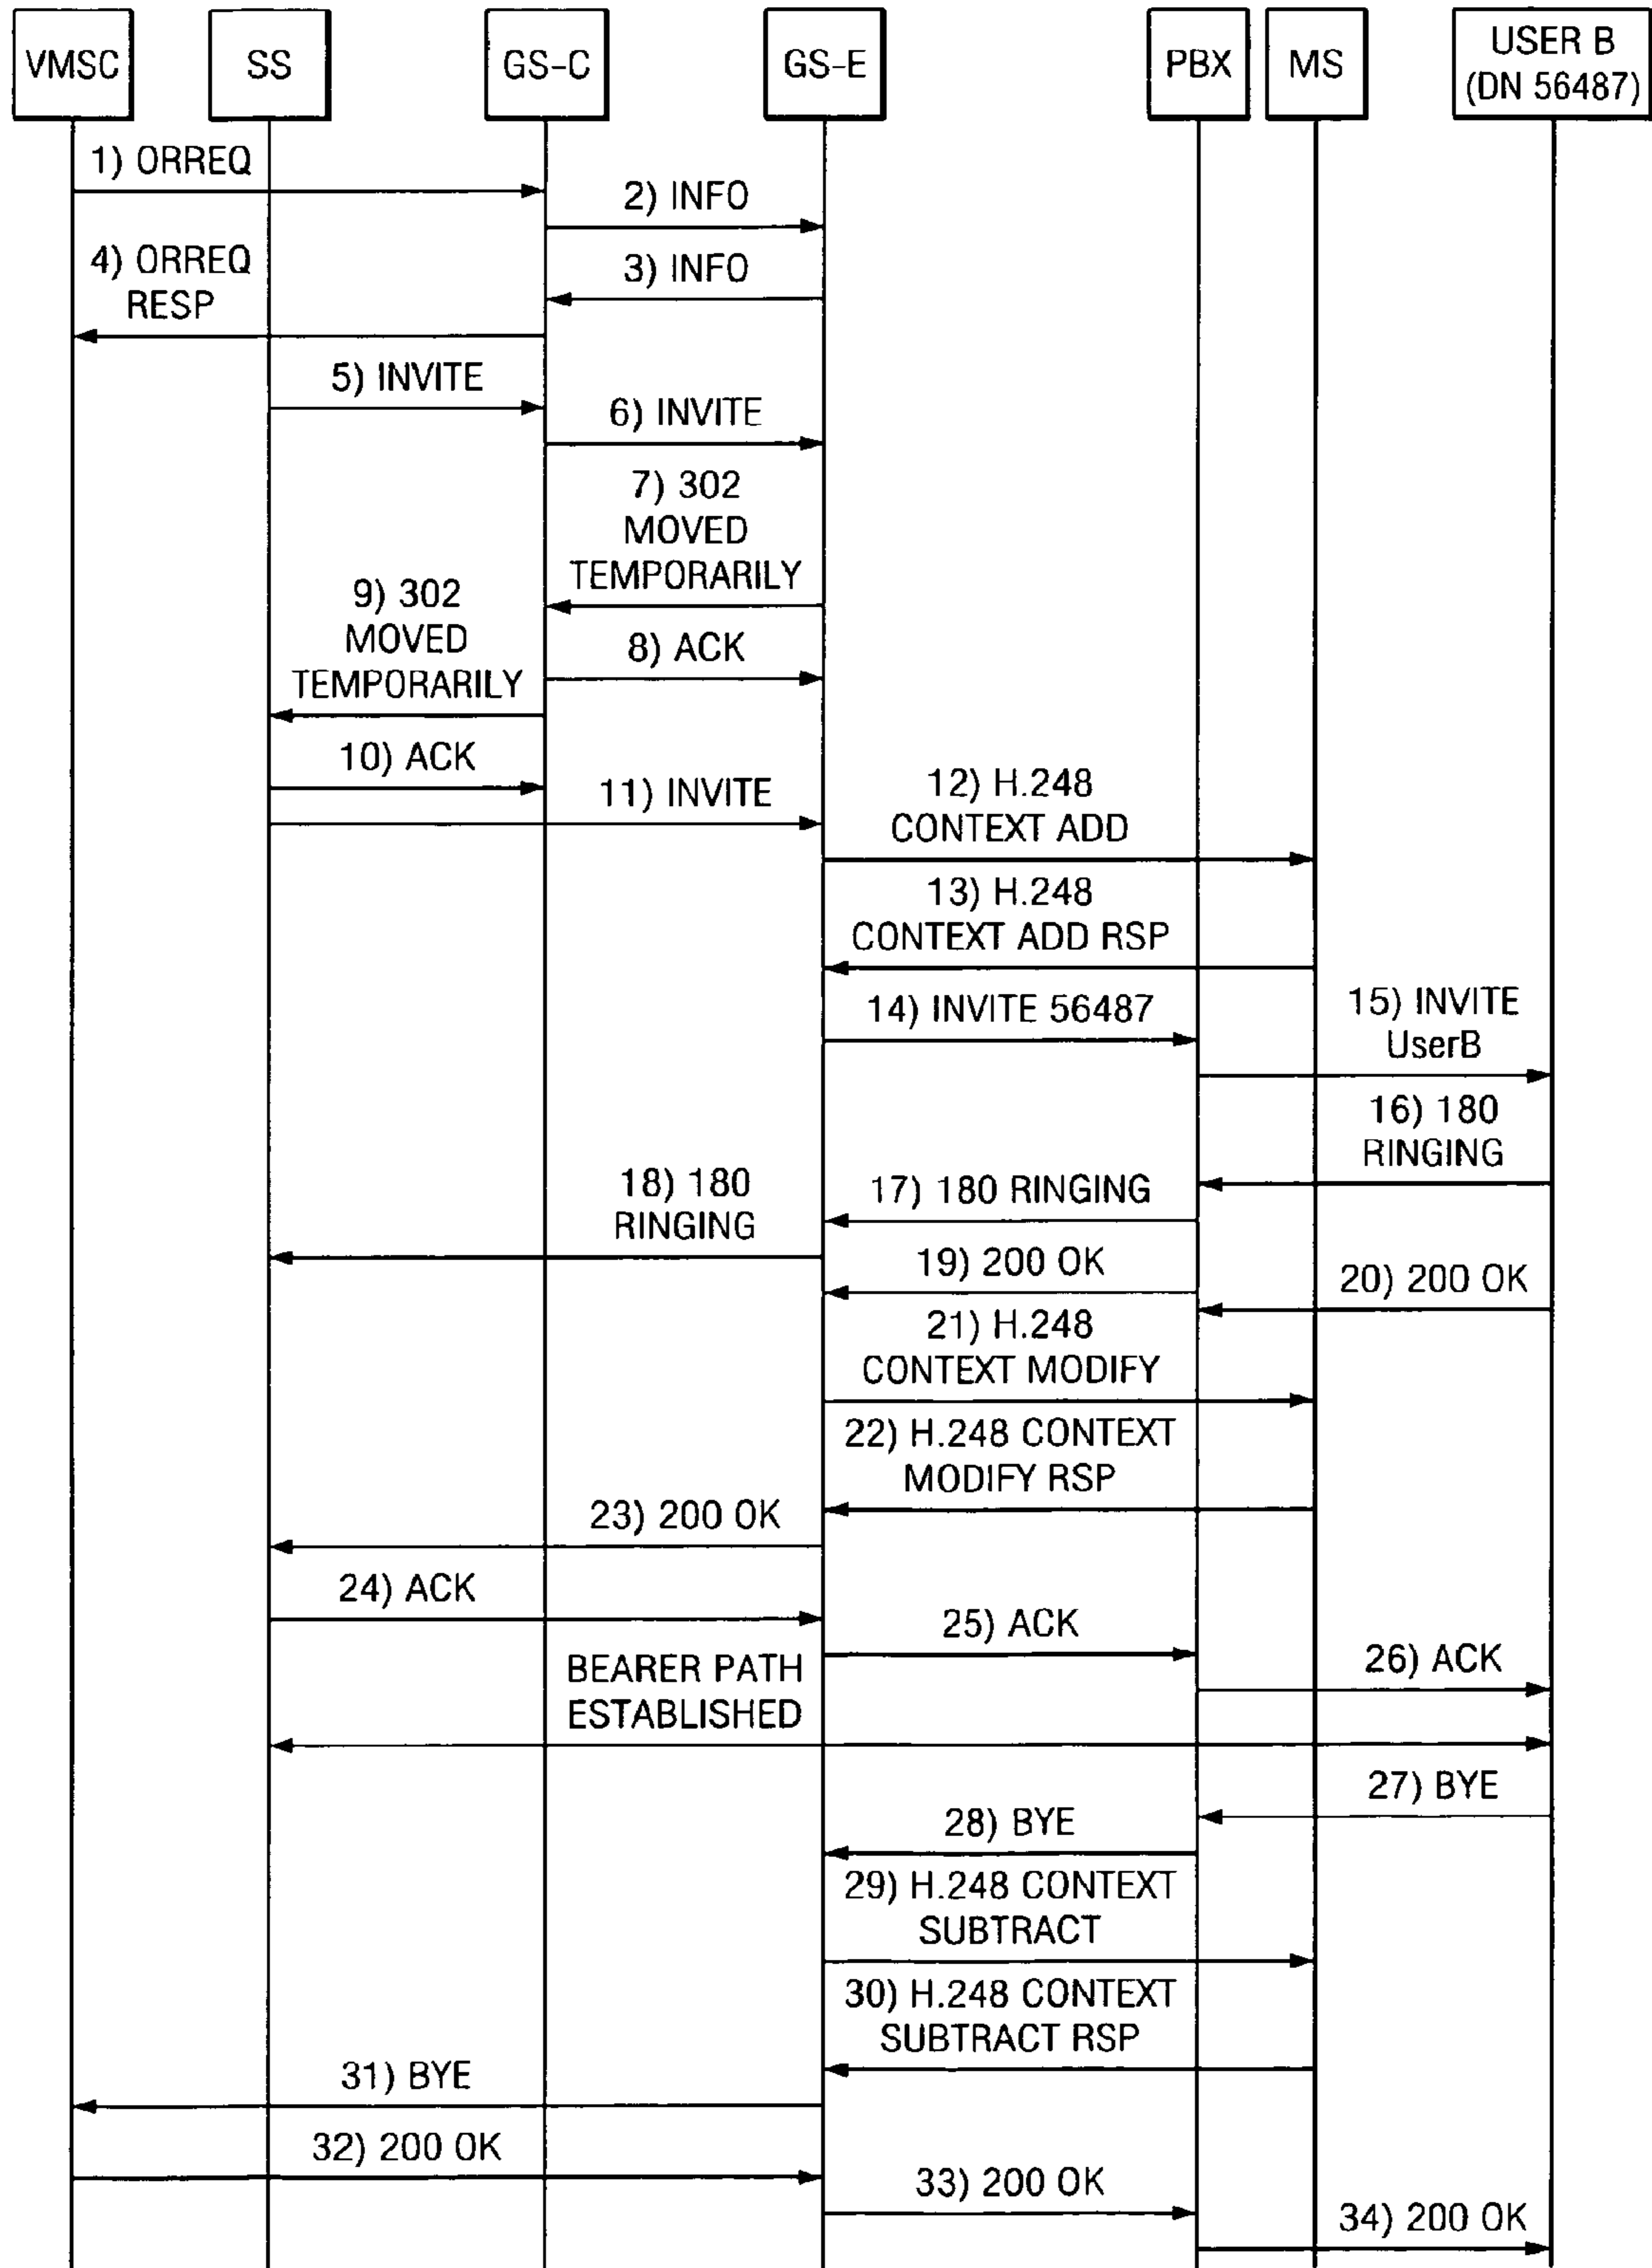 VMSC
SS
GS-C
GS-E
PBX
MS
USER B
(DN 56487)
1) ORREQ
2) INFO
4) ORREQ
RESP
3) INFO
5) INVITE
6) INVITE
7) 302
MOVED
TEMPORARILY
9) 302
MOVED
TEMPORARILY
8) ACK
10) ACK
11) INVITE
12) H.248
CONTEXT ADD
13) H.248
CONTEXT ADD RSP
14) INVITE 56487
15) INVITE
UserB
16) 180
RINGING
18) 180
RINGING
17) 180 RINGING
19) 200 OK
20) 200 OK
21) H.248
CONTEXT MODIFY
22) H.248 CONTEXT
MODIFY RSP
23) 200 OK
24) ACK
25) ACK
26) ACK
BEARER PATH
ESTABLISHED
27) BYE
28) BYE
29) H.248 CONTEXT
SUBTRACT
30) H.248 CONTEXT
SUBTRACT RSP
31) BYE
32) 200 OK
33) 200 OK
34) 200 OK